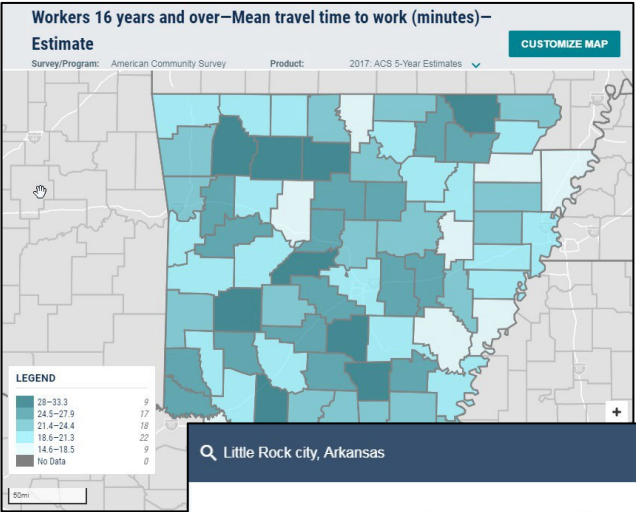 Workers 16 years and over—Mean travel time to work (minutes)—
Estimate
CUSTOMIZE MAP
Survey/Program: American Community Survey Product: 2017: ACS 5-Year Estimates
LEGEND
28–33.3 9
24.5–27.9 17
21.4–24.4 18
18.6–21.3 22
14.6–18.5 9
No Data 0
+
50mi
Little Rock city, Arkansas